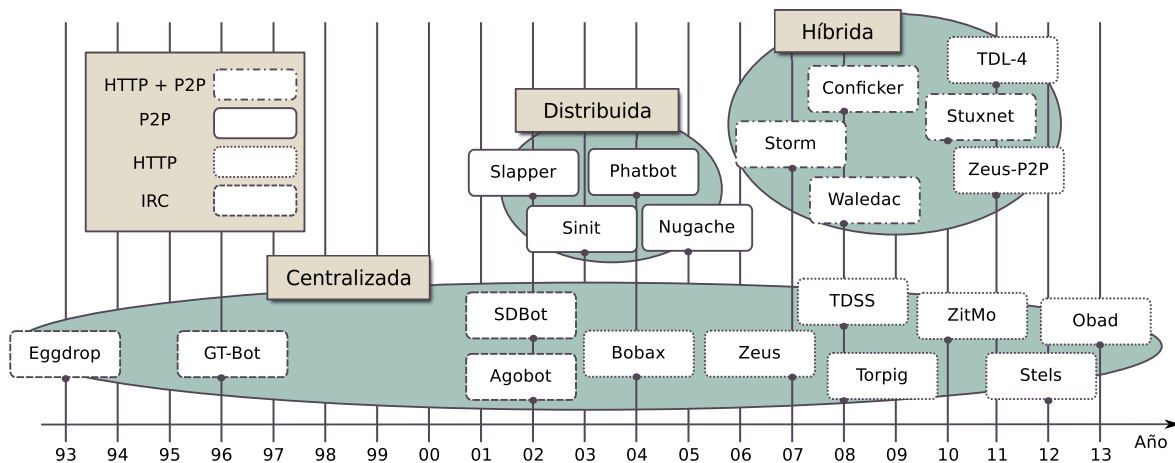 Híbrida
TDL-4
HTTP + P2P
Conficker
Distribuida
Stuxnet
P2P
Storm
HTTP
Slapper
Phatbot
Zeus-P2P
IRC
Waledac
Sinit
Nugache
Centralizada
SDBot
TDSS
ZitMo
Obad
Eggdrop
GT-Bot
Bobax
Zeus
Agobot
Torpig
Stels
Año
93 94 95 96 97 98 99 00 01 02 03 04 05 06 07 08 09 10 11 12 13